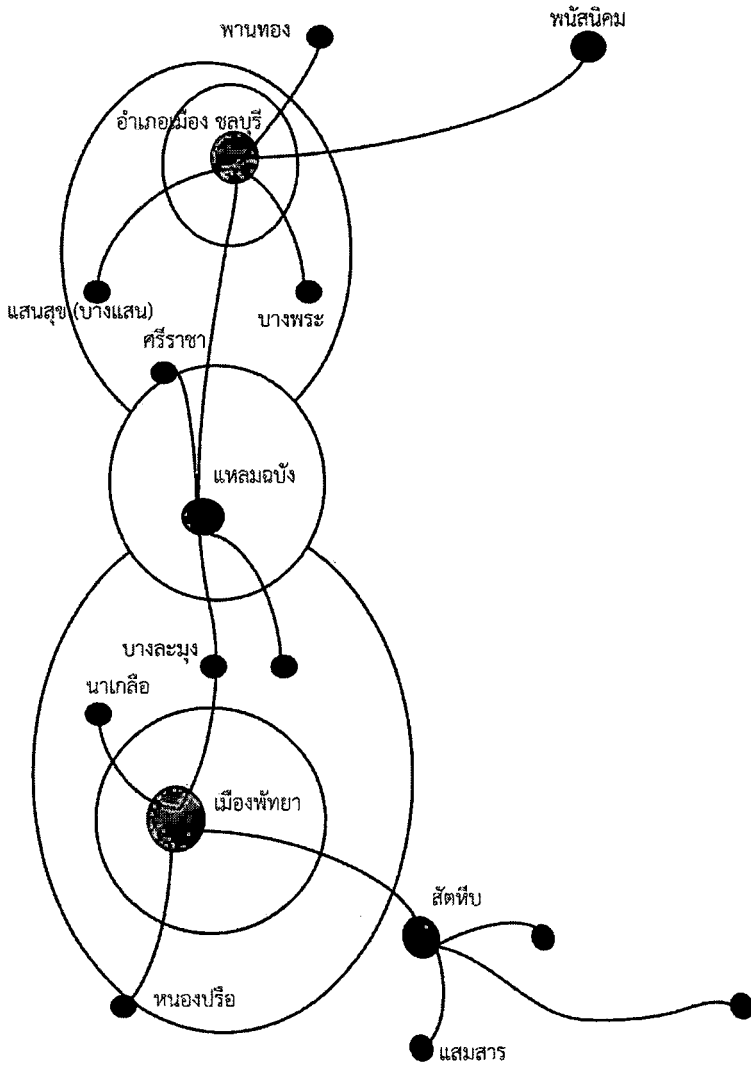 พานทอง
พนัสนิคม
อำเภอเมือง ชลบุรี
แสนสุข (บางแสน)
บางพระ
ศรีราชา
แหลมฉบัง
บางละมุง
นาเกลือ
เมืองพัทยา
สัตหีบ
หนองปรือ
แสมสาร